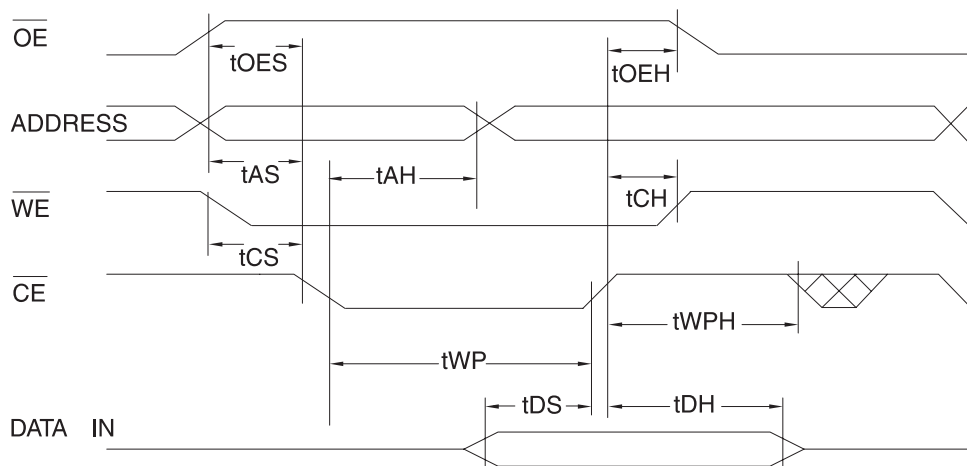 OE
tOES
tOEH
ADDRESS
tAS
tAH
tCH
WE
tCS
CE
tWPH
tWP
tDS
tDH
DATA IN